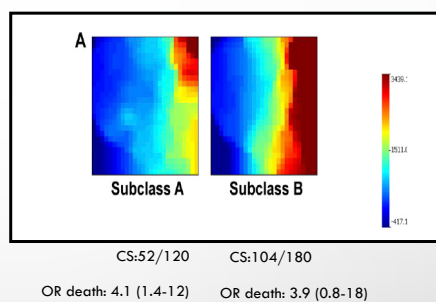 A
Subclass A Subclass B
3439.:
1511.0
-417.1
CS:52/120 CS:104/180
OR death: 4.1 (1.4-12) OR death: 3.9 (0.8-18)